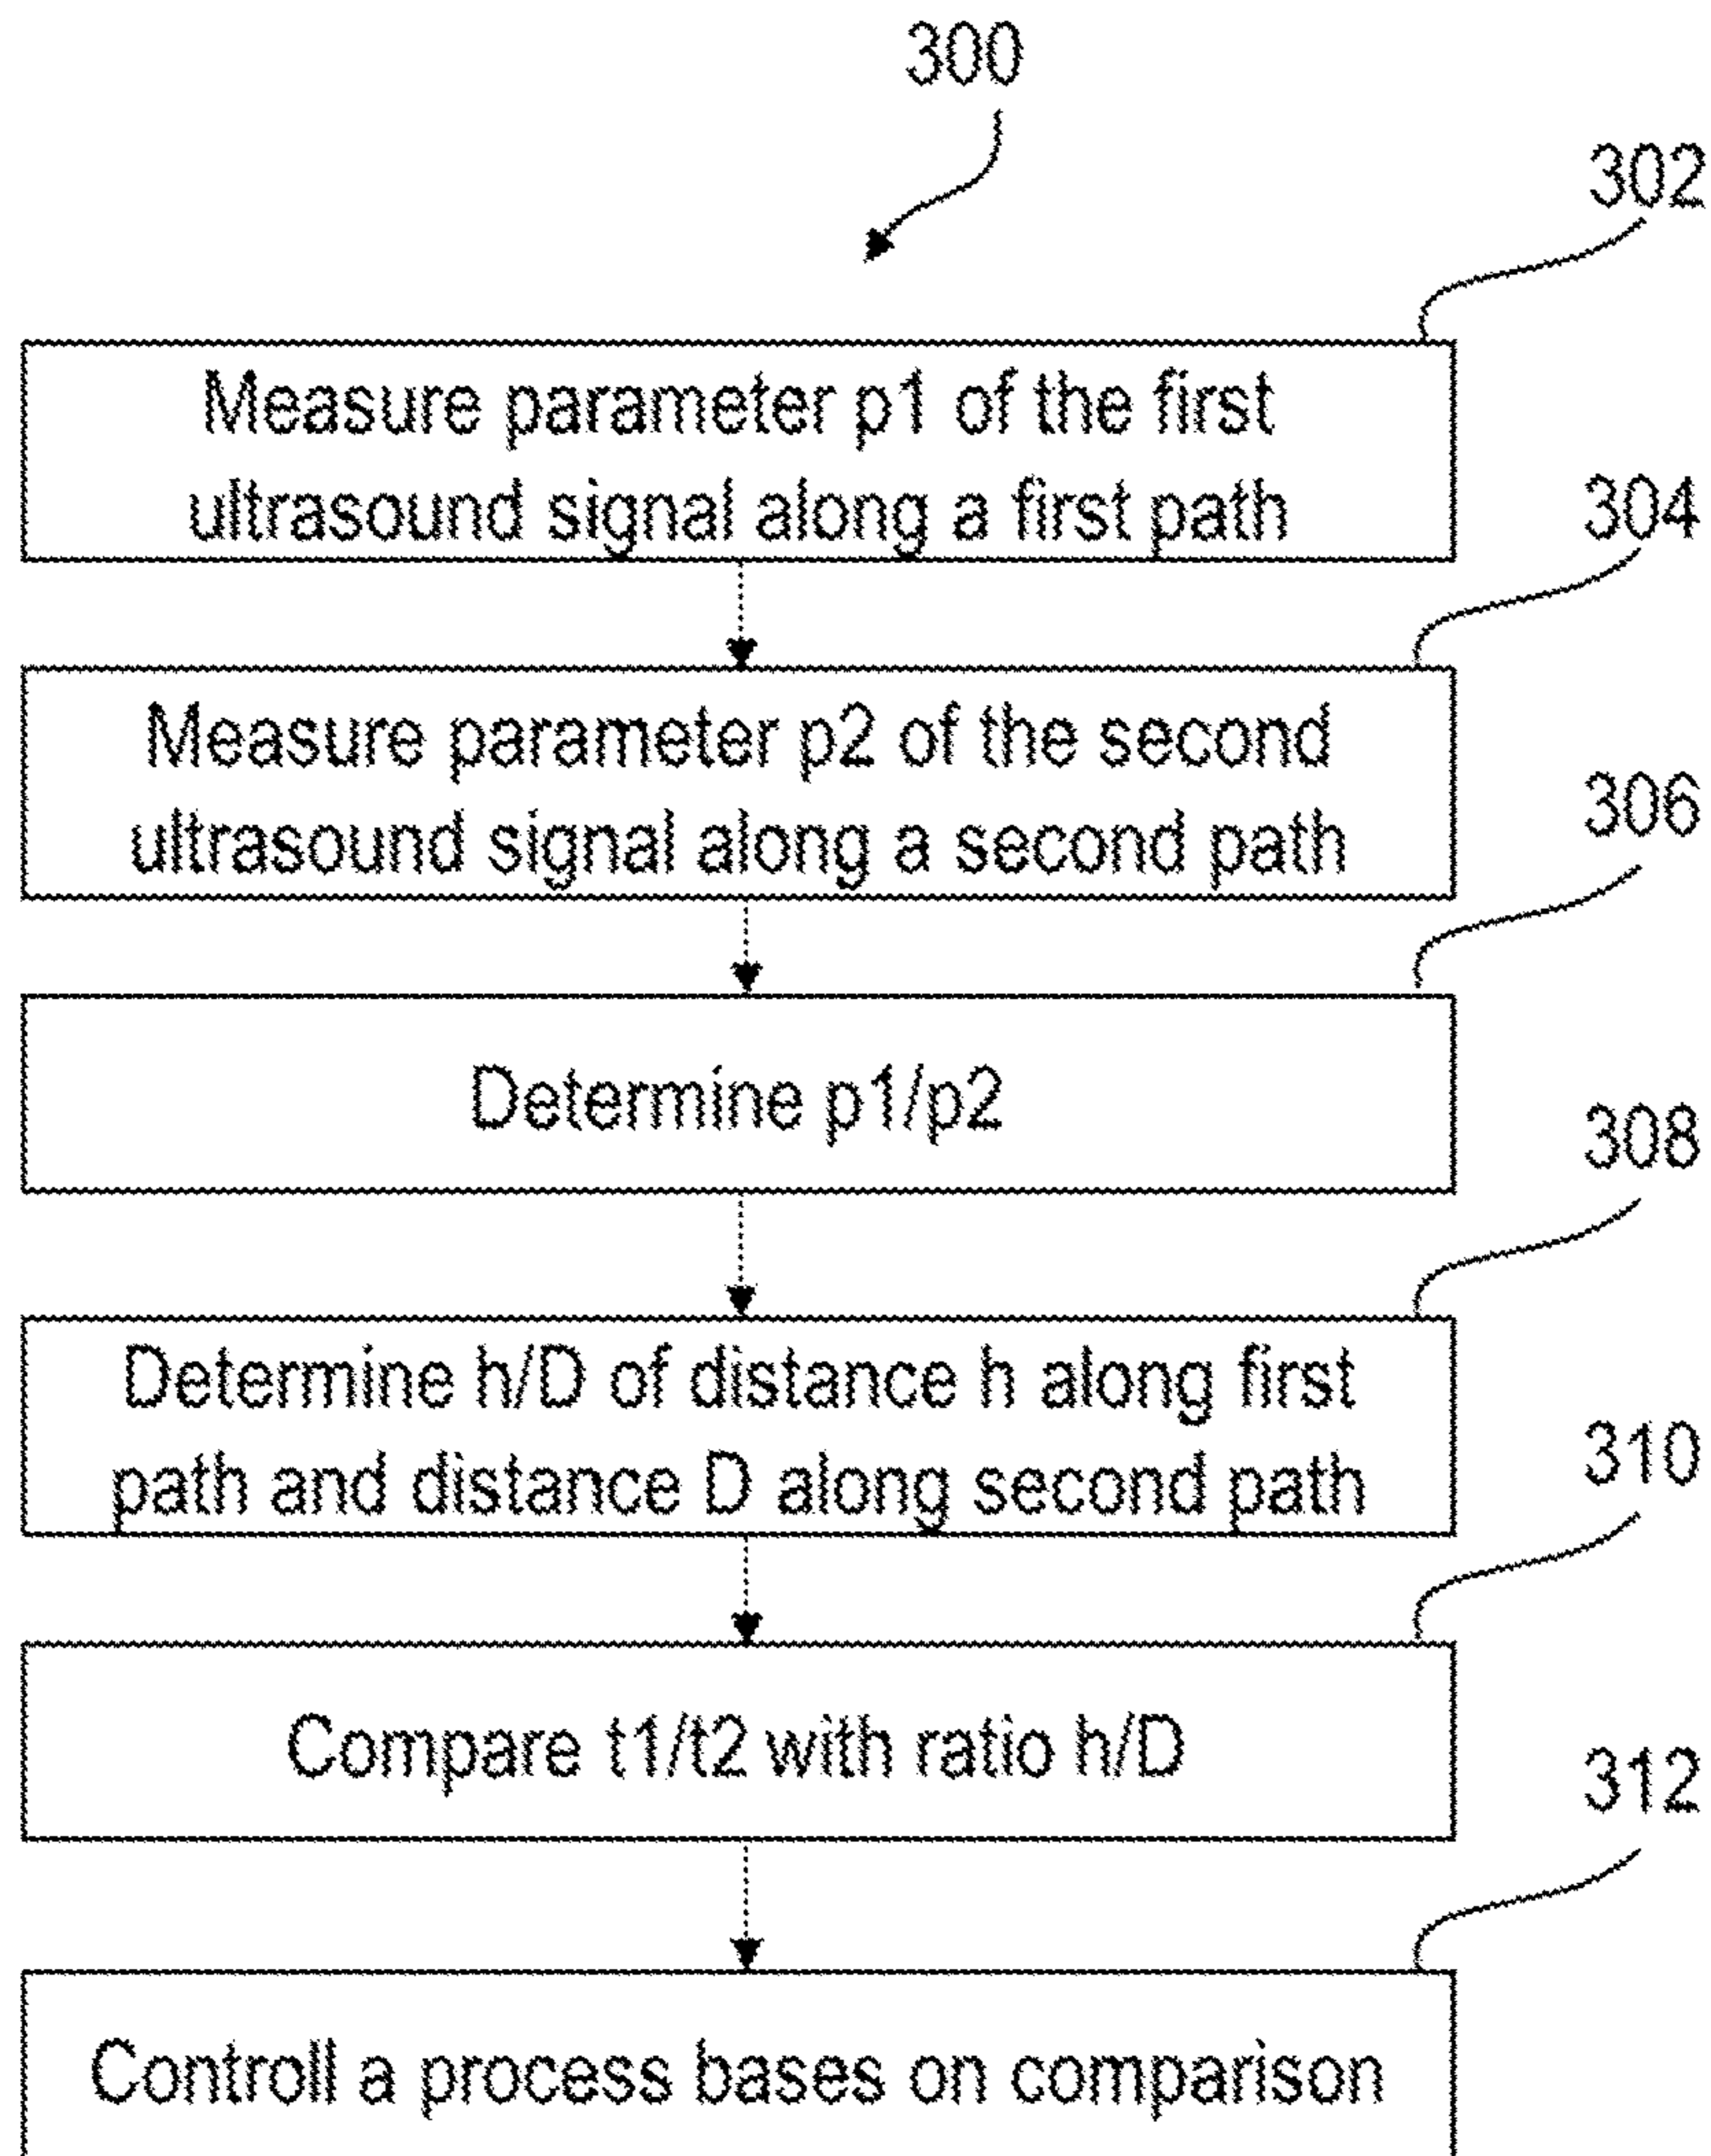 300
302
Measure parameter p1 of the first
ultrasound signal along a first path
304
Measure parameter p2 of the second
ultrasound signal along a second path
306
Determine p1/p2
308
Determine h/D of distance h along first
path and distance D along second path
310
Compare t1/t2 with ratio h/D
312
Controll a process bases on comparison